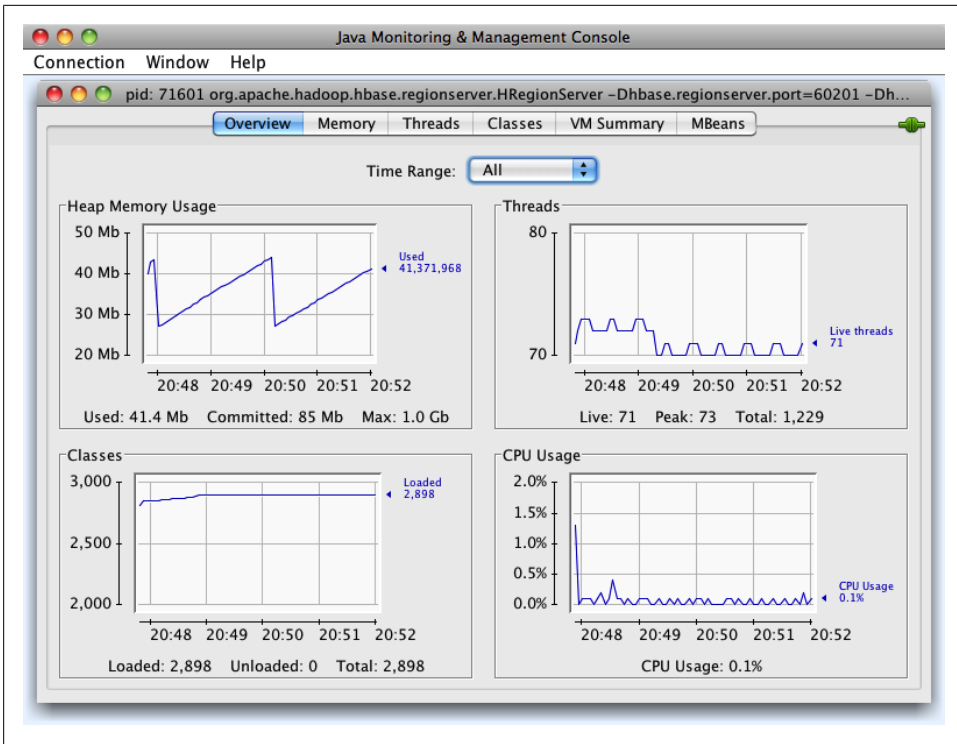 Java Monitoring & Management Console
Connection Window Help
pid: 71601 org.apache.hadoop.hbase.regionserver.HRegionServer -Dhbase.regionserver.port=60201 -Dh...
Overview Memory Threads Classes VM Summary MBeans
Time Range: All
Heap Memory Usage
50 Mb
40 Mb
30 Mb
20 Mb
Used
41,371,968
20:48 20:49 20:50 20:51 20:52
Used: 41.4 Mb Committed: 85 Mb Max: 1.0 Gb
Threads
80
70
Live threads
71
20:48 20:49 20:50 20:51 20:52
Live: 71 Peak: 73 Total: 1,229
Classes
3,000
2,500
2,000
Loaded
2,898
20:48 20:49 20:50 20:51 20:52
Loaded: 2,898 Unloaded: 0 Total: 2,898
CPU Usage
2.0%
1.5%
1.0%
0.5%
0.0%
CPU Usage
0.1%
20:48 20:49 20:50 20:51 20:52
CPU Usage: 0.1%